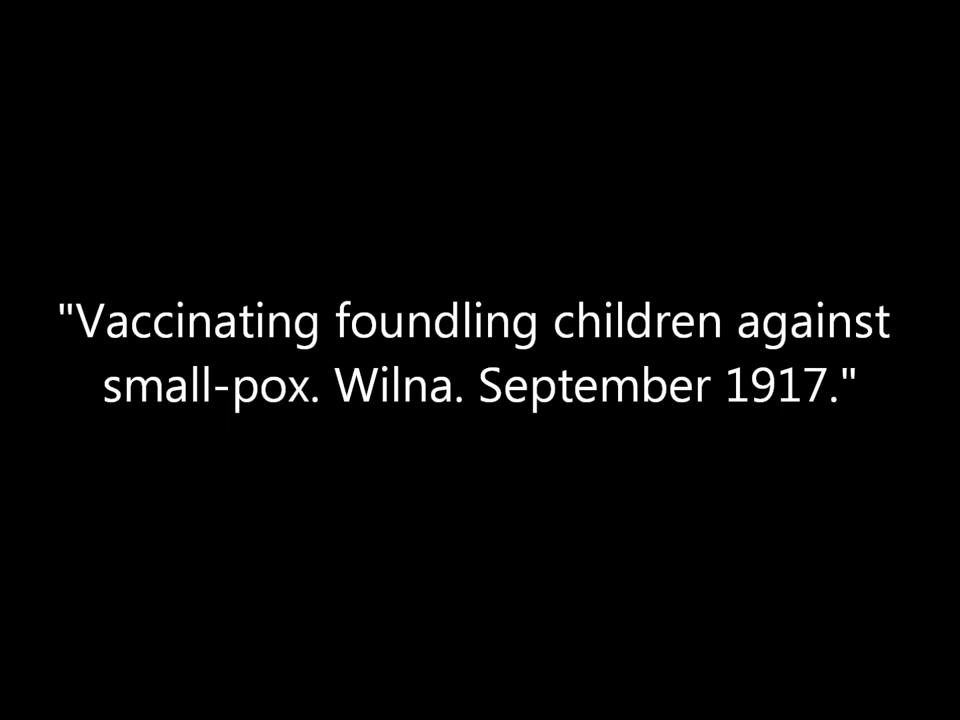 "Vaccinating foundling children against
small-pox. Wilna. September 1917."